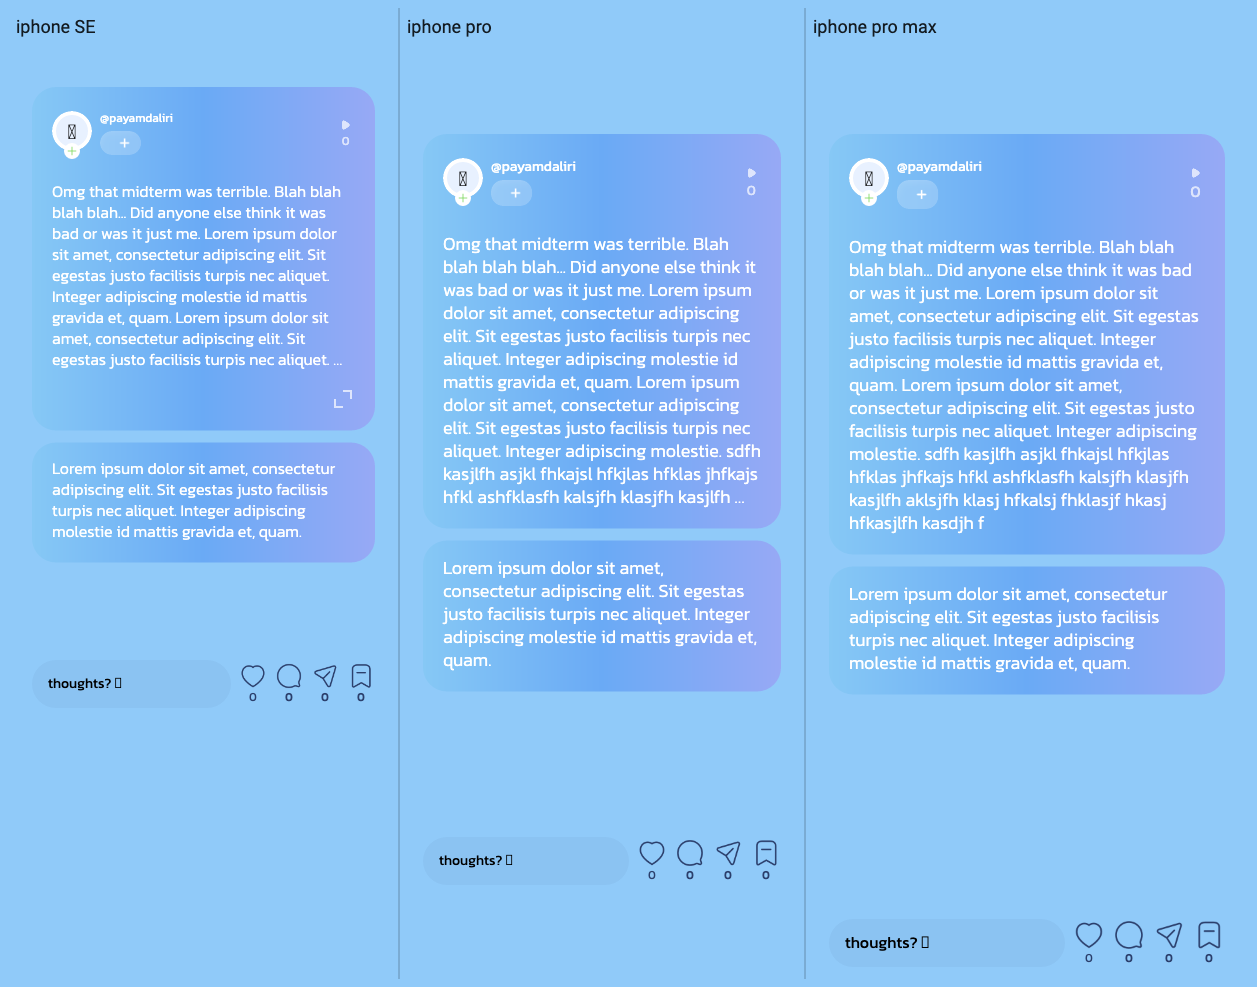 iphone SE
@payamdaliri
0
Omg that midterm was terrible. Blah blah
blah blah... Did anyone else think it was
bad or was it just me. Lorem ipsum dolor
sit amet, consectetur adipiscing elit. Sit
egestas justo facilisis turpis nec aliquet.
Integer adipiscing molestie id mattis
gravida et, quam. Lorem ipsum dolor sit
amet, consectetur adipiscing elit. Sit
egestas justo facilisis turpis nec aliquet. ...
Lorem ipsum dolor sit amet, consectetur
adipiscing elit. Sit egestas justo facilisis
turpis nec aliquet. Integer adipiscing
molestie id mattis gravida et, quam.
thoughts?
0 0 0 0
iphone pro
@payamdaliri
0
Omg that midterm was terrible. Blah
blah blah blah... Did anyone else think it
was bad or was it just me. Lorem ipsum
dolor sit amet, consectetur adipiscing
elit. Sit egestas justo facilisis turpis nec
aliquet. Integer adipiscing molestie id
mattis gravida et, quam. Lorem ipsum
dolor sit amet, consectetur adipiscing
elit. Sit egestas justo facilisis turpis nec
aliquet. Integer adipiscing molestie. sdfh
kasjlfh asjkl fhkajsl hfkjlas hfklas jhfkajs
hfkl ashfklasfh kalsjfh klasjfh kasjlfh ...
Lorem ipsum dolor sit amet,
consectetur adipiscing elit. Sit egestas
justo facilisis turpis nec aliquet. Integer
adipiscing molestie id mattis gravida et,
quam.
thoughts?
0 0 0 0
iphone pro max
@payamdaliri
0
Omg that midterm was terrible. Blah blah
blah blah... Did anyone else think it was bad
or was it just me. Lorem ipsum dolor sit
amet, consectetur adipiscing elit. Sit egestas
justo facilisis turpis nec aliquet. Integer
adipiscing molestie id mattis gravida et,
quam. Lorem ipsum dolor sit amet,
consectetur adipiscing elit. Sit egestas justo
facilisis turpis nec aliquet. Integer adipiscing
molestie. sdfh kasjlfh asjkl fhkajsl hfkjlas
hfklas jhfkajs hfkl ashfklasfh kalsjfh klasjfh
kasjlfh aklsjfh klasj hfkalsj fhklasjf hkasj
hfkasjlfh kasdjh f
Lorem ipsum dolor sit amet, consectetur
adipiscing elit. Sit egestas justo facilisis
turpis nec aliquet. Integer adipiscing
molestie id mattis gravida et, quam.
thoughts?
0 0 0 0